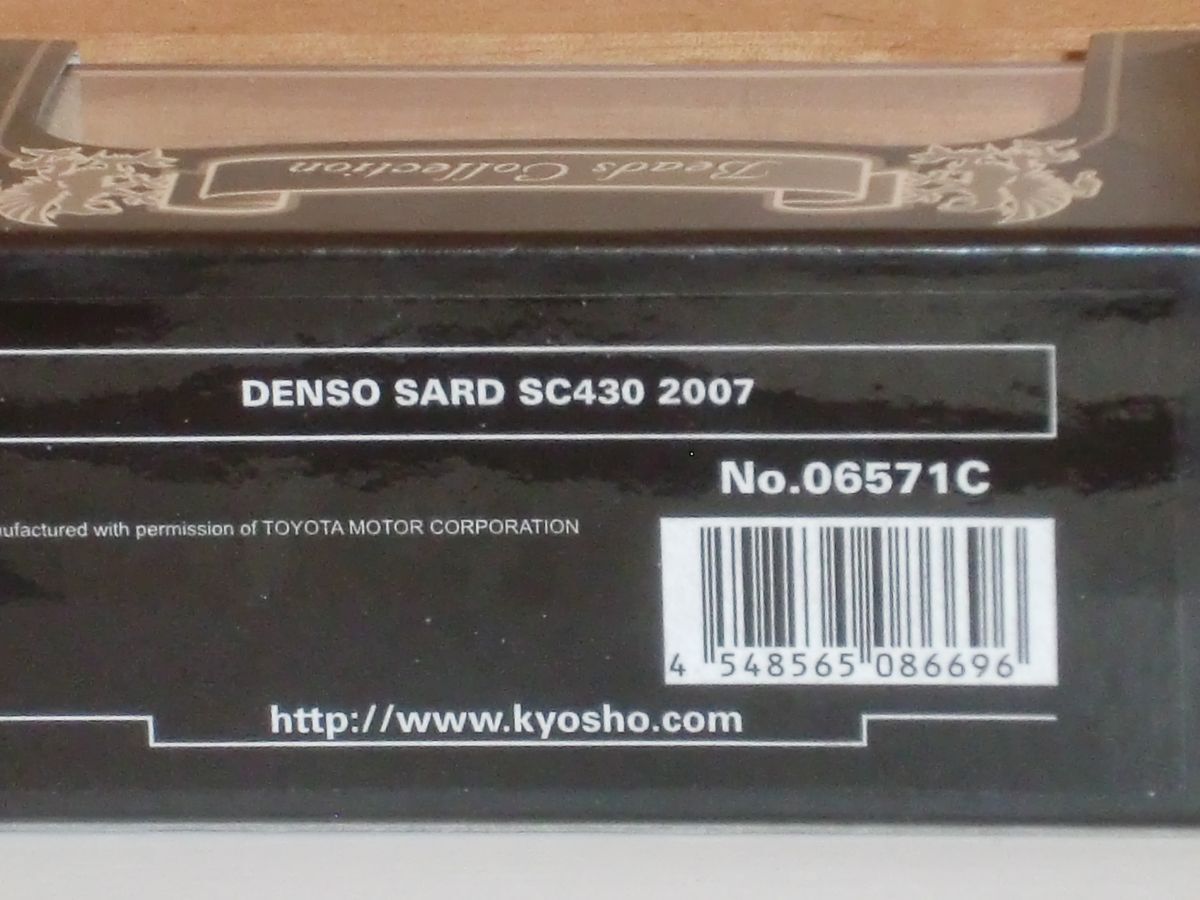 Beads Collection
DENSO SARD SC430 2007
No.06571C
ufactured with permission of TOYOTA MOTOR CORPORATION
4 548565 086696
http://www.kyosho.com